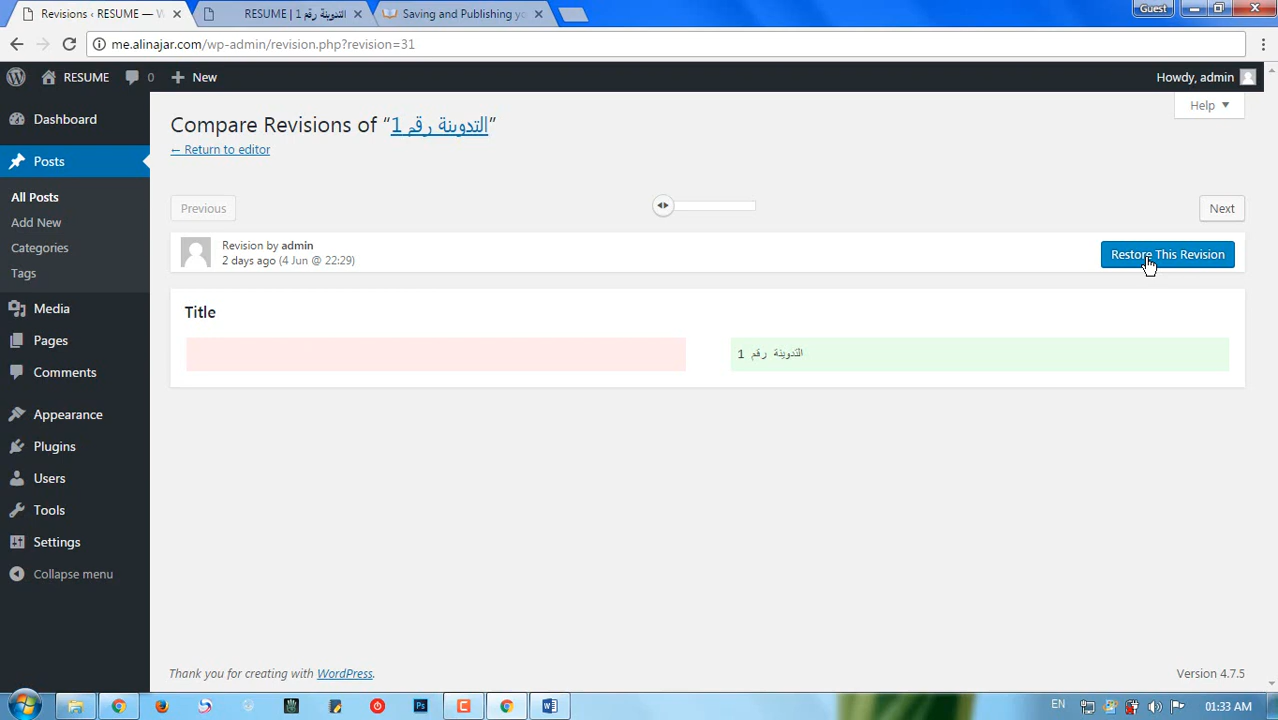 Revisions ‹ RESUME —
RESUME | التدوينة رقم 1
Saving and Publishing yo
Guest
me.alinajar.com/wp-admin/revision.php?revision=31
RESUME
0
New
Howdy, admin
Help
Dashboard
Posts
All Posts
Add New
Categories
Tags
Media
Pages
Comments
Appearance
Plugins
Users
Tools
Settings
Collapse menu
Compare Revisions of “التدوينة رقم 1”
← Return to editor
Previous
Next
Revision by admin
2 days ago (4 Jun @ 22:29)
Restore This Revision
Title
التدوينة رقم 1
Thank you for creating with WordPress.
Version 4.7.5
EN
01:33 AM